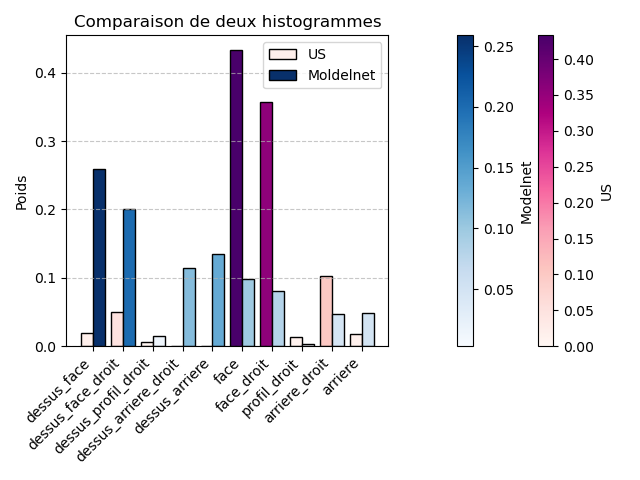 Comparaison de deux histogrammes
US
Moldelnet
Poids
0.4
0.3
0.2
0.1
0.0
dessus_face
dessus_face_droit
dessus_profil_droit
dessus_arriere_droit
dessus_arriere
face
face_droit
profil_droit
arriere_droit
arriere
0.25
0.20
0.15
0.10
0.05
Modelnet
0.40
0.35
0.30
0.25
0.20
0.15
0.10
0.05
0.00
US